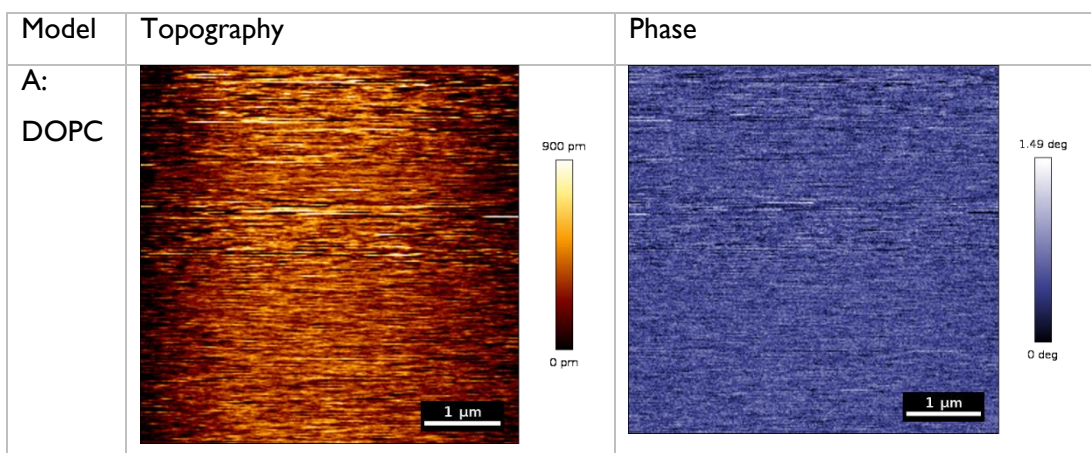 Model Topography Phase
A:
DOPC
900 pm
0 pm
1 µm
1.49 deg
0 deg
1 µm